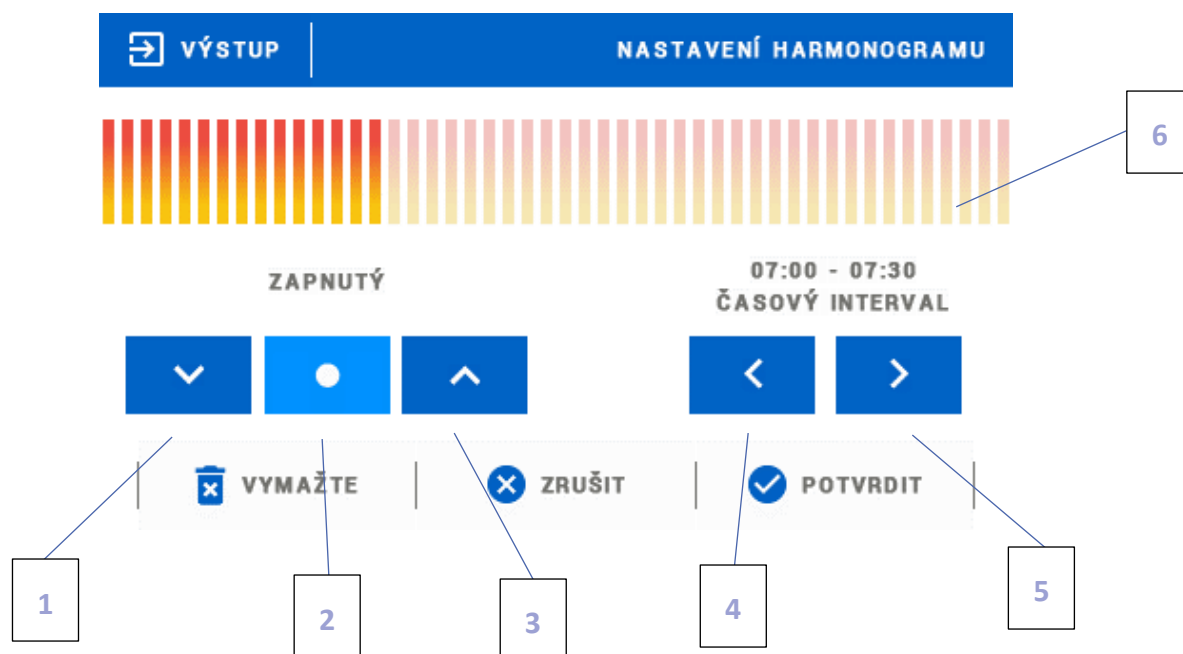 VÝSTUP
NASTAVENÍ HARMONOGRAMU
6
ZAPNUTÝ
07:00 - 07:30
ČASOVÝ INTERVAL
VYMAŽTE
ZRUŠIT
POTVRDIT
1
2
3
4
5